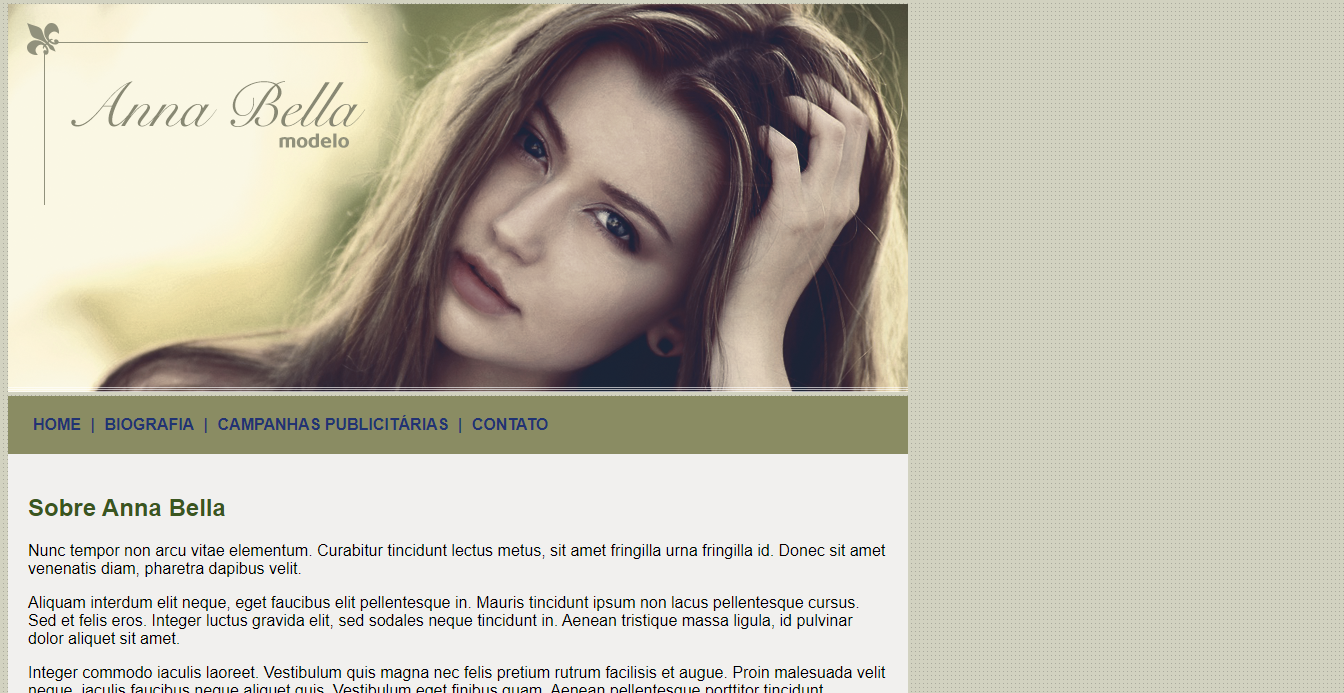 Anna Bella
modelo
HOME | BIOGRAFIA | CAMPANHAS PUBLICITÁRIAS | CONTATO
Sobre Anna Bella
Nunc tempor non arcu vitae elementum. Curabitur tincidunt lectus metus, sit amet fringilla urna fringilla id. Donec sit amet
venenatis diam, pharetra dapibus velit.
Aliquam interdum elit neque, eget faucibus elit pellentesque in. Mauris tincidunt ipsum non lacus pellentesque cursus.
Sed et felis eros. Integer luctus gravida elit, sed sodales neque tincidunt in. Aenean tristique massa ligula, id pulvinar
dolor aliquet sit amet.
Integer commodo iaculis laoreet. Vestibulum quis magna nec felis pretium rutrum facilisis et augue. Proin malesuada velit
neque, iaculis faucibus neque aliquet quis. Vestibulum eget finibus quam. Aenean pellentesque porttitor tincidunt.